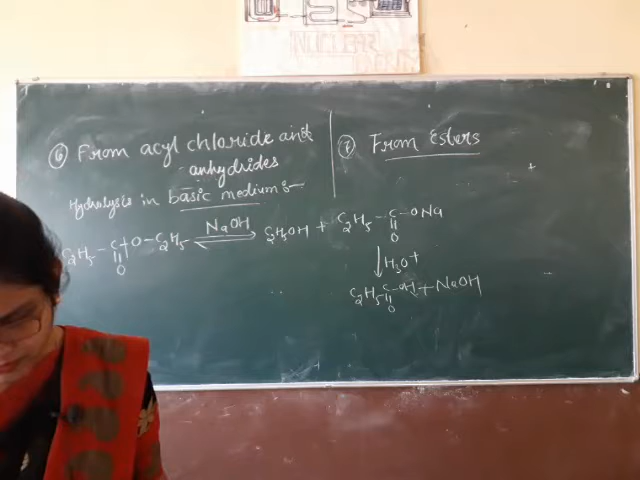 NUCLEAR
⑥ From acyl chloride and anhydrides
⑦ From Esters
Hydrolysis in basic medium :-
C2H5-C-O-C2H5 NaOH ⇌ C2H5OH + C2H5-C-ONa
O
O
↓ H3O+
C2H5C-OH + NaOH
O